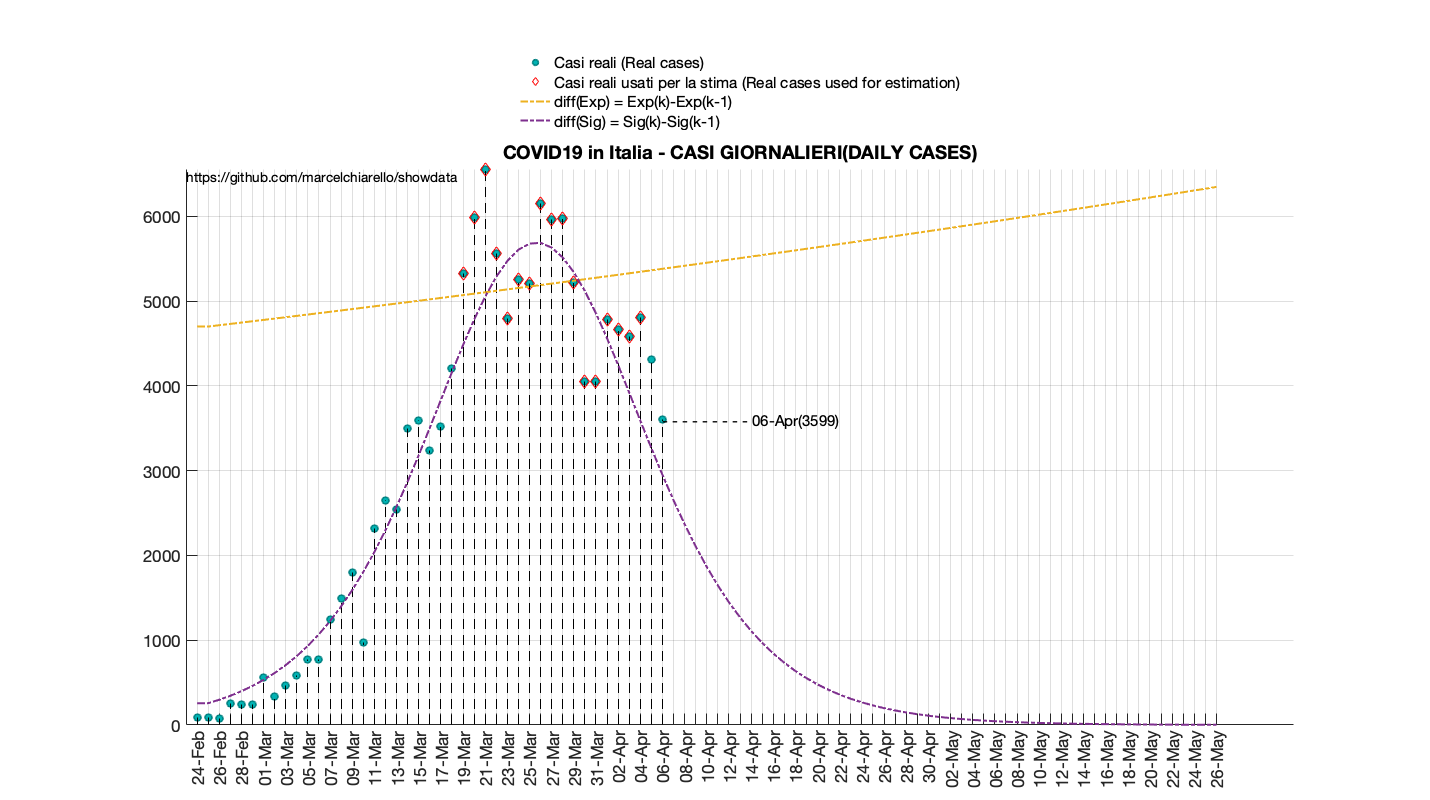 Casi reali (Real cases)
Casi reali usati per la stima (Real cases used for estimation)
diff(Exp) = Exp(k)-Exp(k-1)
diff(Sig) = Sig(k)-Sig(k-1)
COVID19 in Italia - CASI GIORNALIERI(DAILY CASES)
https://github.com/marcelchiarello/showdata
6000
5000
4000
06-Apr(3599)
3000
2000
1000
0
24-Feb
26-Feb
28-Feb
01-Mar
03-Mar
05-Mar
07-Mar
09-Mar
11-Mar
13-Mar
15-Mar
17-Mar
19-Mar
21-Mar
23-Mar
25-Mar
27-Mar
29-Mar
31-Mar
02-Apr
04-Apr
06-Apr
08-Apr
10-Apr
12-Apr
14-Apr
16-Apr
18-Apr
20-Apr
22-Apr
24-Apr
26-Apr
28-Apr
30-Apr
02-May
04-May
06-May
08-May
10-May
12-May
14-May
16-May
18-May
20-May
22-May
24-May
26-May